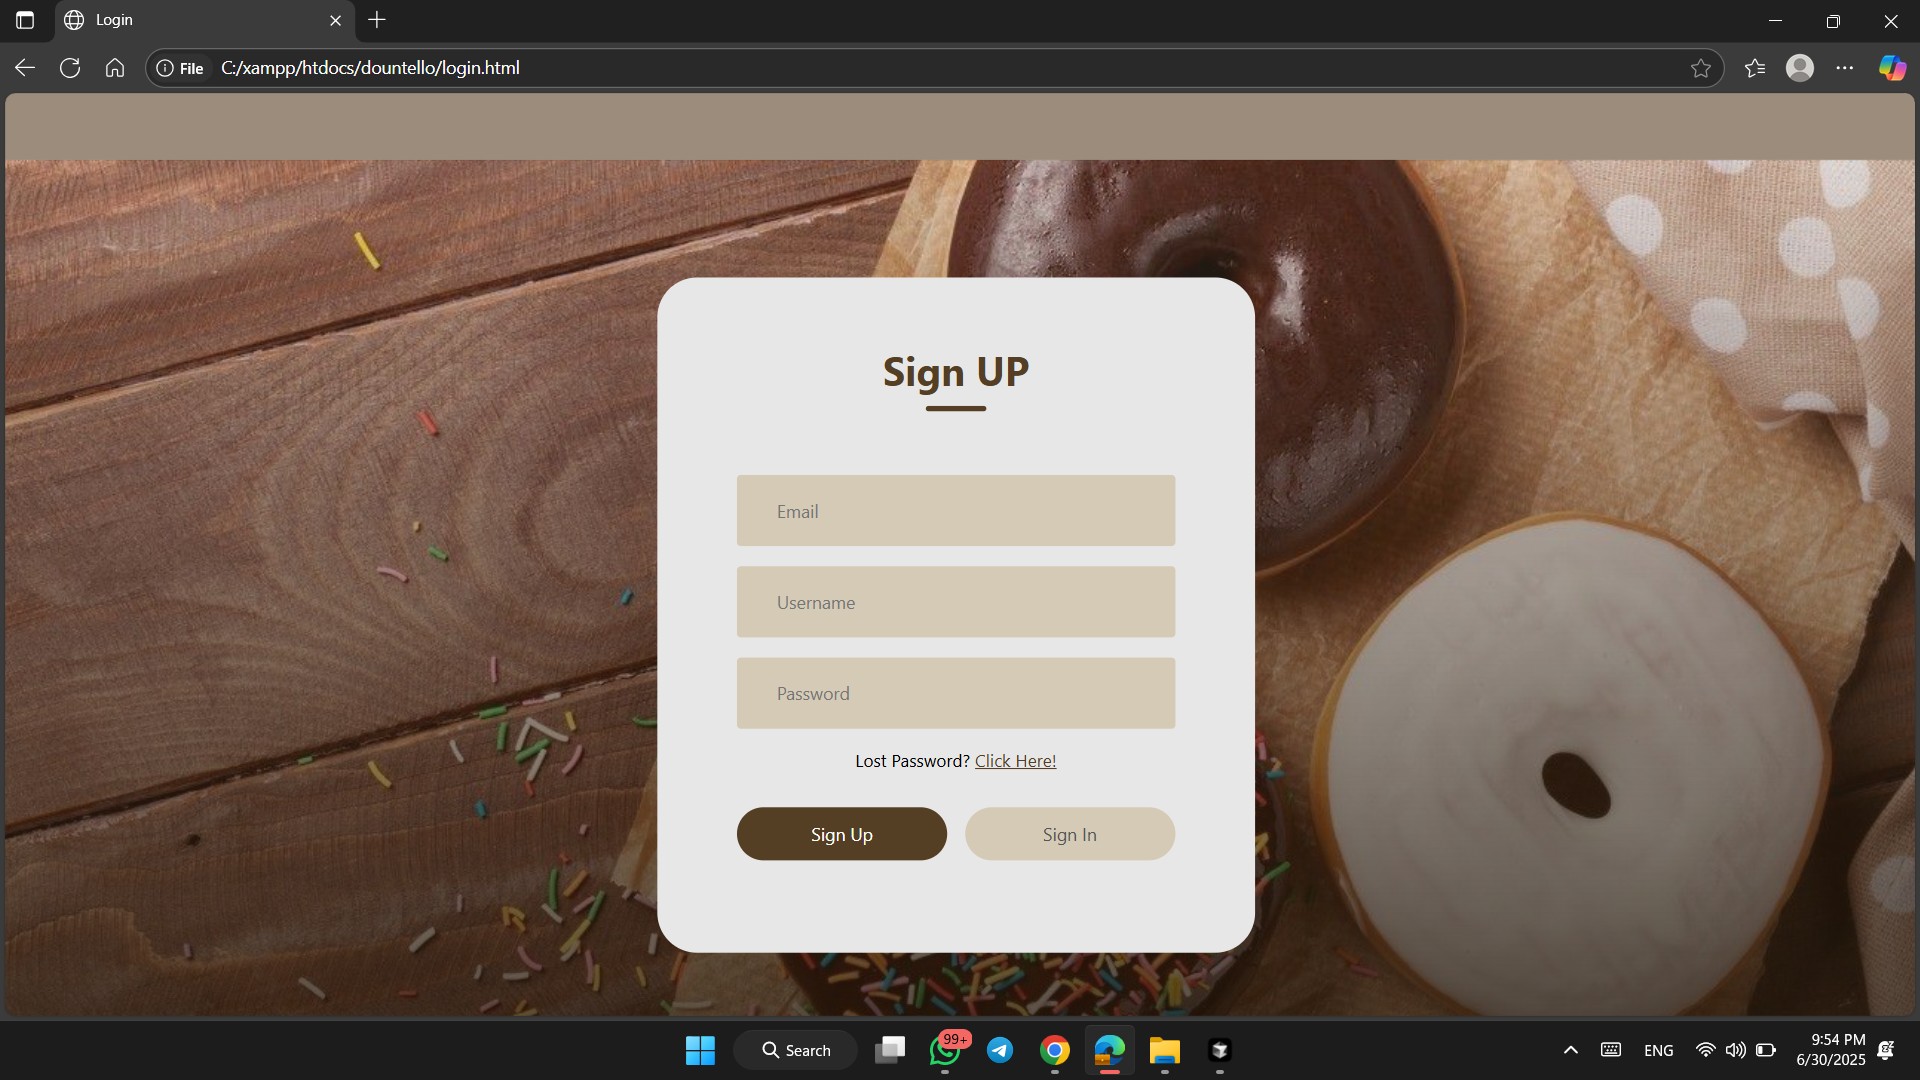 Login
File
C:/xampp/htdocs/dountello/login.html
Sign UP
Email
Username
Password
Lost Password? Click Here!
Sign Up
Sign In
Search
99+
ENG
9:54 PM
6/30/2025